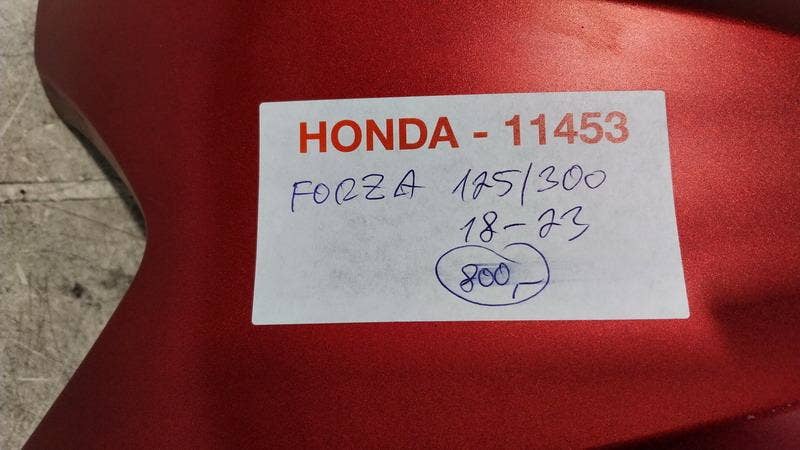 HONDA - 11453
FORZA 125/300
18-23
800,-